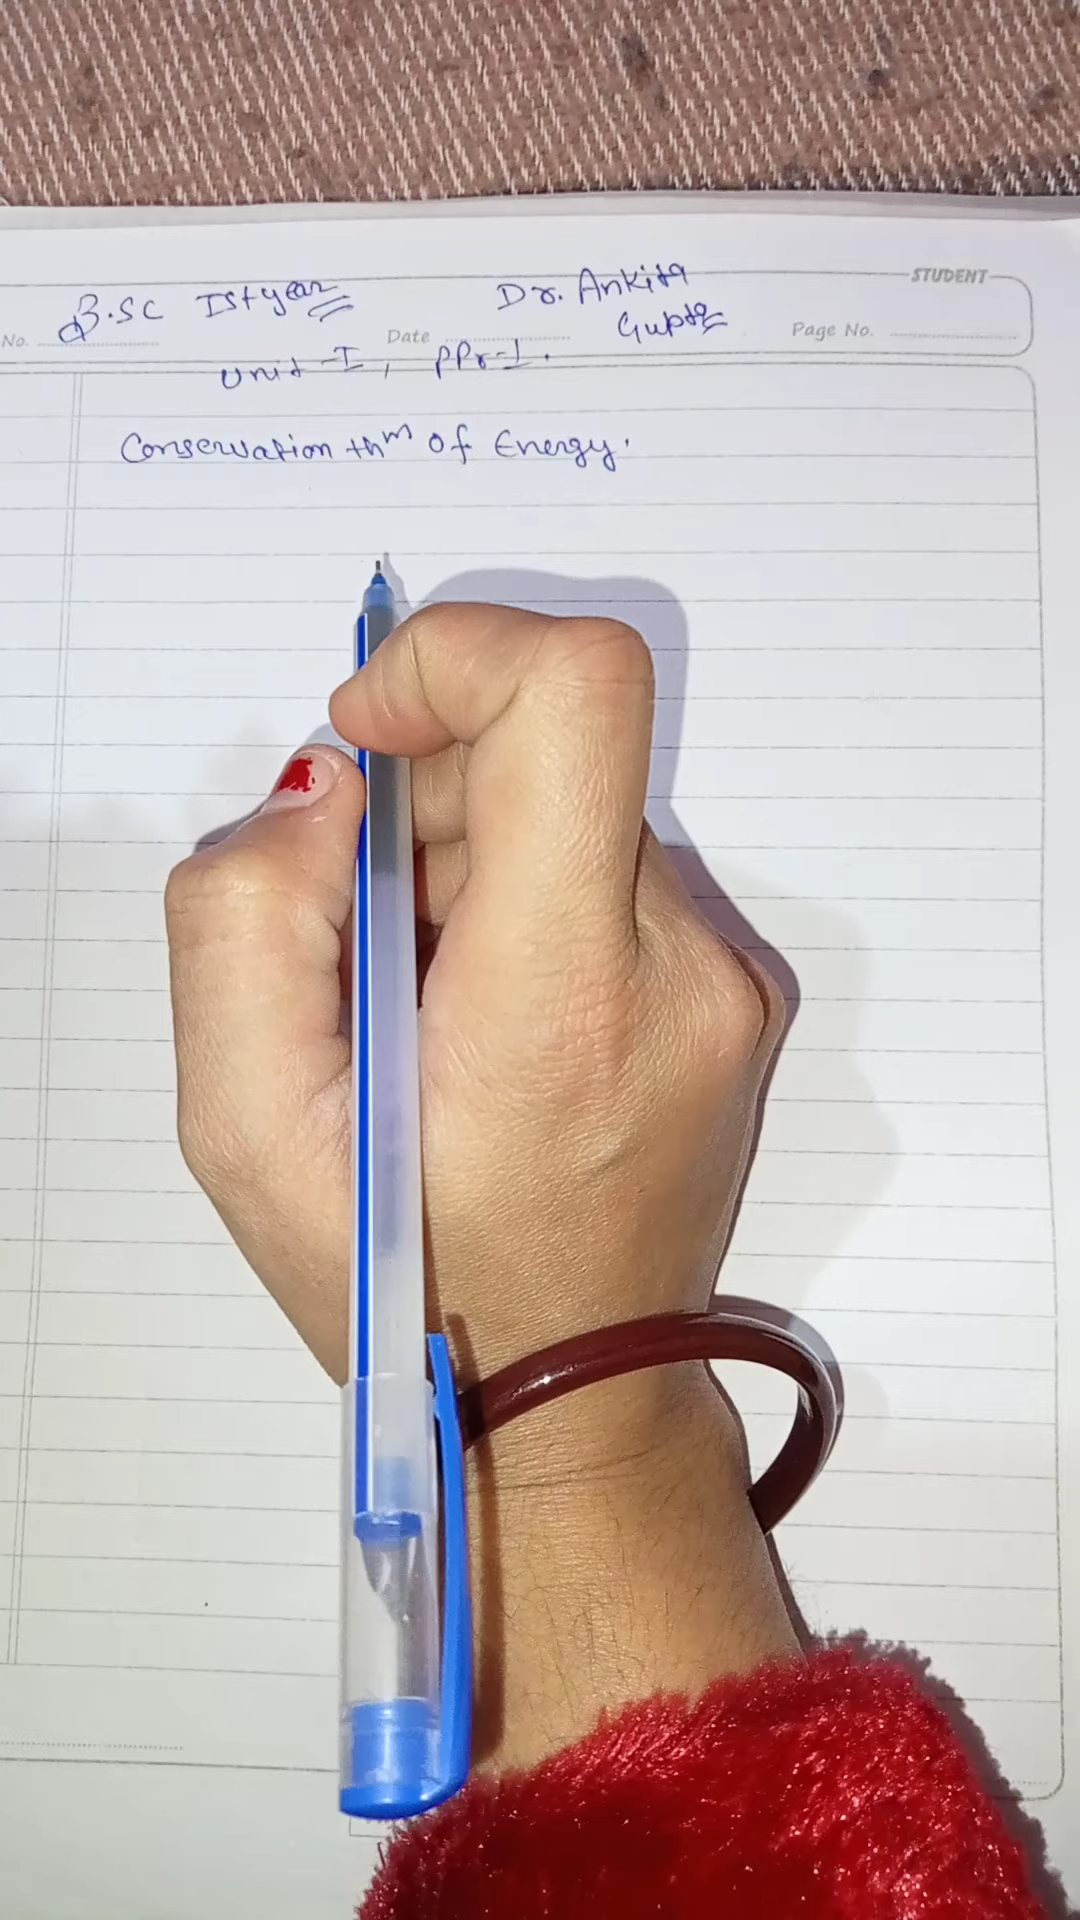 STUDENT
B.SC Ist year Dr. Ankita
Gupta
No. Date Page No.
Unit-I, PPr-I.
Conservation thm of Energy.